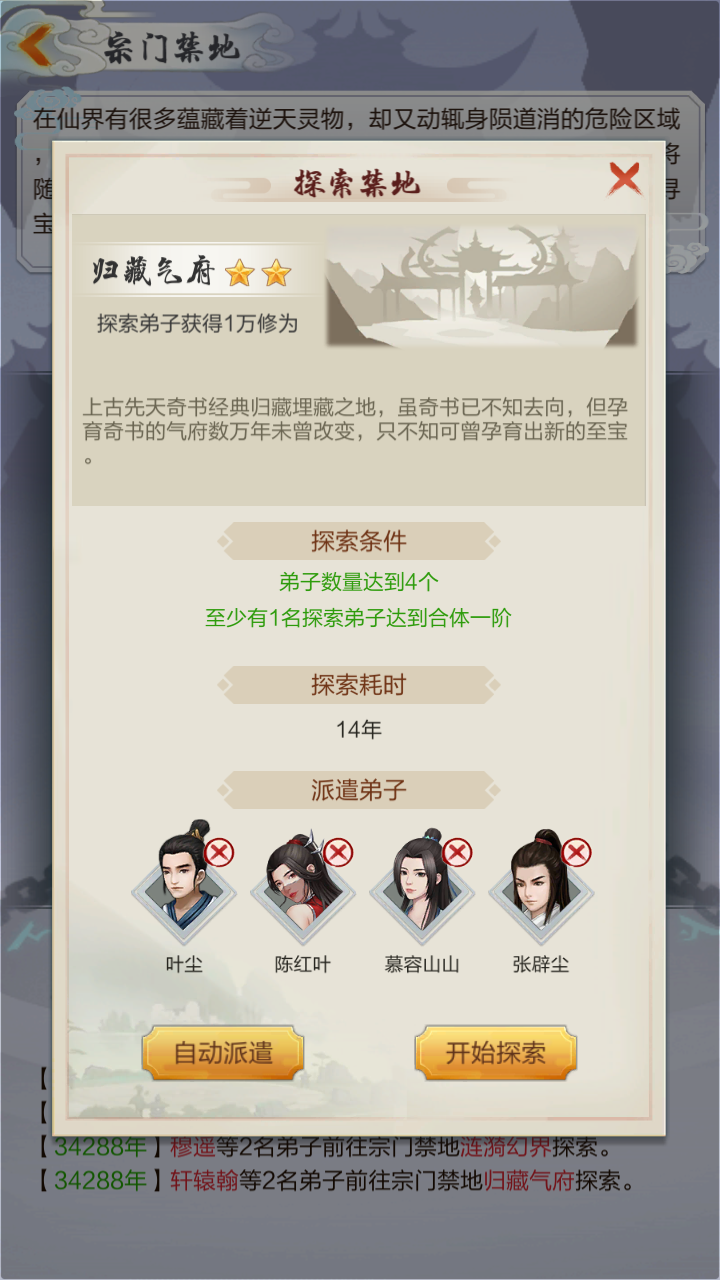 宗门禁地
在仙界有很多蕴藏着逆天灵物，却又动辄身陨道消的危险区域
，
将
随
寻
宝
探索禁地
归藏气府
探索弟子获得1万修为
上古先天奇书经典归藏埋藏之地，虽奇书已不知去向，但孕
育奇书的气府数万年未曾改变，只不知可曾孕育出新的至宝
。
探索条件
弟子数量达到4个
至少有1名探索弟子达到合体一阶
探索耗时
14年
派遣弟子
叶尘 陈红叶 慕容山山 张辟尘
自动派遣 开始探索
【
【
【34288年】穆遥等2名弟子前往宗门禁地涟漪幻界探索。
【34288年】轩辕翰等2名弟子前往宗门禁地归藏气府探索。